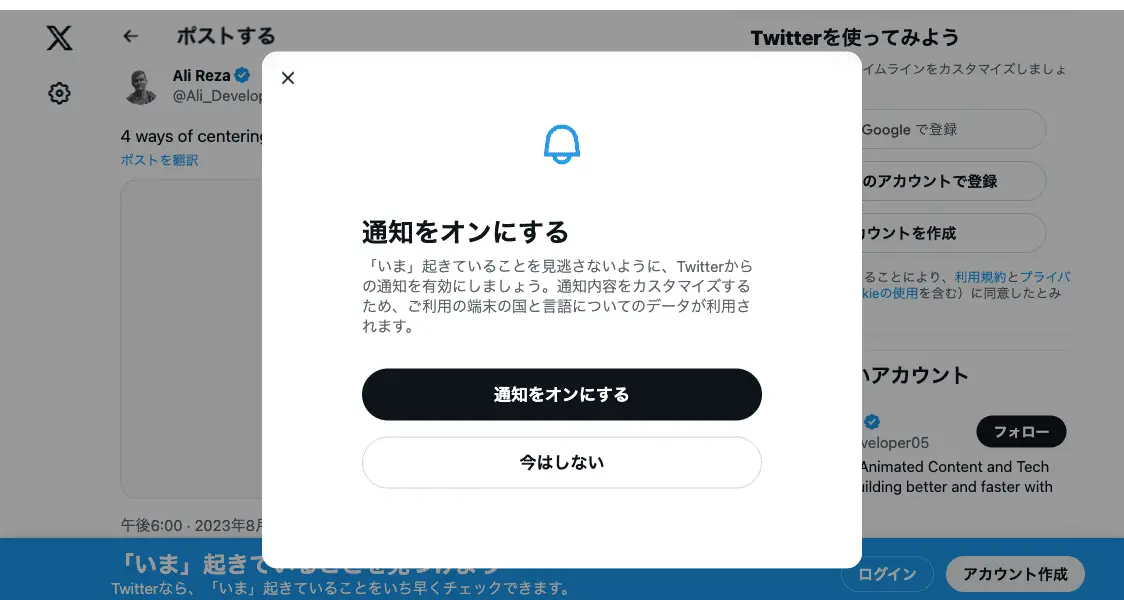 ポストする
Ali Reza
@Ali_Develop
4 ways of centering
ポストを翻訳
午後6:00 · 2023年8月
通知をオンにする
「いま」起きていることを見逃さないように、Twitterから
の通知を有効にしましょう。通知内容をカスタマイズする
ため、ご利用の端末の国と言語についてのデータが利用さ
れます。
通知をオンにする
今はしない
Twitterを使ってみよう
イムラインをカスタマイズしましょ
Google で登録
のアカウントで登録
カウントを作成
ることにより、利用規約とプライバ
kieの使用を含む）に同意したとみ
いアカウント
veloper05
フォロー
Animated Content and Tech
uilding better and faster with
「いま」起きていることを見つけよう
Twitterなら、「いま」起きていることをいち早くチェックできます。
ログイン
アカウント作成